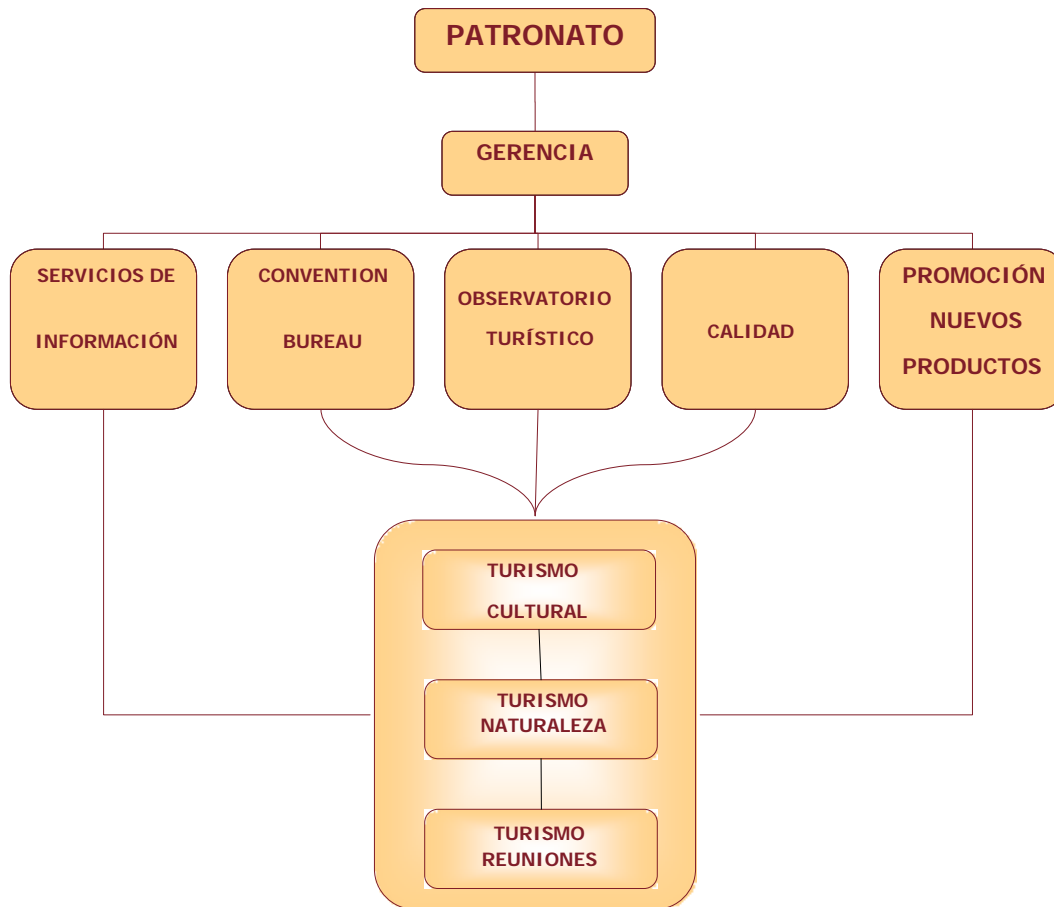 PATRONATO
GERENCIA
SERVICIOS DE
INFORMACIÓN
CONVENTION
BUREAU
OBSERVATORIO
TURÍSTICO
CALIDAD
PROMOCIÓN
NUEVOS
PRODUCTOS
TURISMO
CULTURAL
TURISMO
NATURALEZA
TURISMO
REUNIONES